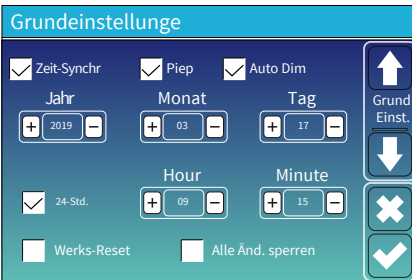 Grundeinstellunge
Zeit-Synchr Piep Auto Dim
Jahr Monat Tag
+ 2019 − + 03 − + 17 −
Grund
Einst.
Hour Minute
24-Std. + 09 − + 15 −
Werks-Reset Alle Änd. sperren